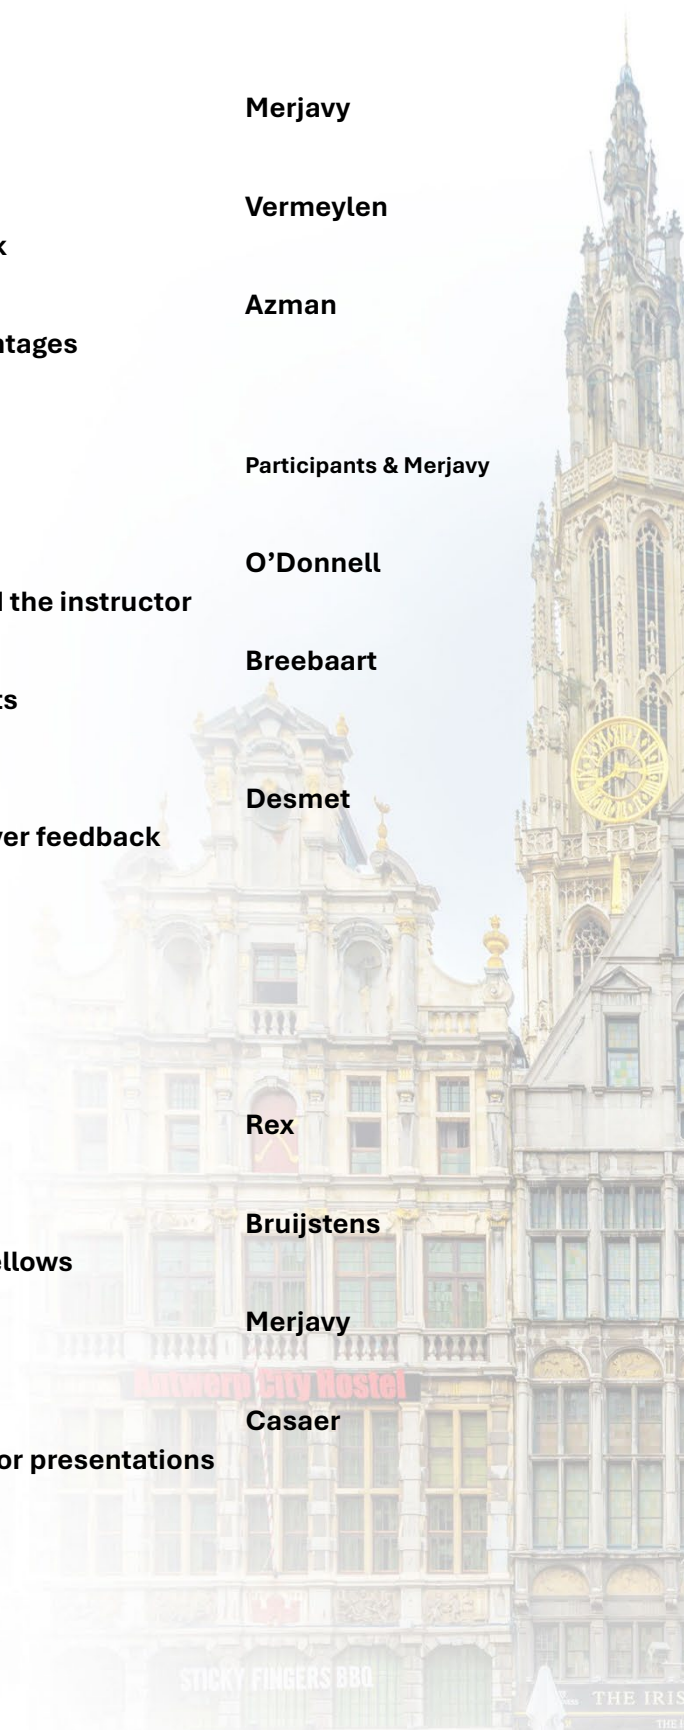 Merjavy
Vermeylen
k
Azman
ntages
Participants & Merjavy
O’Donnell
the instructor
Breebaart
ts
Desmet
ver feedback
Rex
Bruijstens
ellows
Merjavy
Antwerp City Hostel
Casaer
or presentations
STICKY FINGERS BBQ
THE IRIS